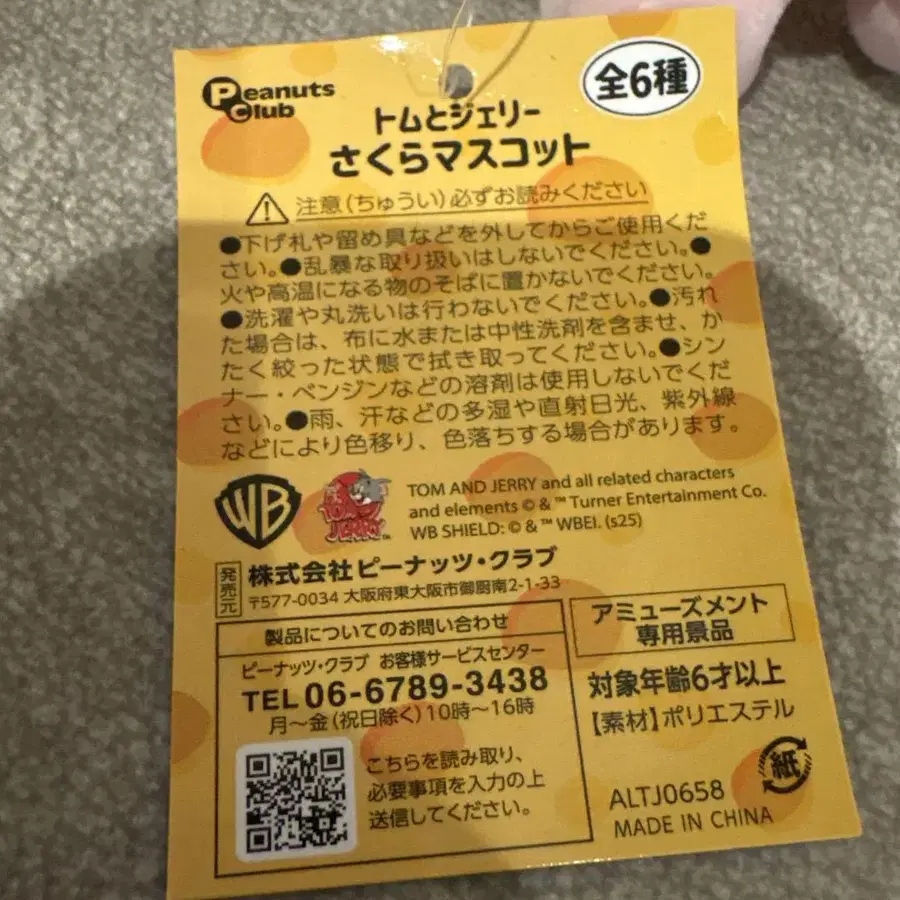 Peanuts Club
全6種
トムとジェリー
さくらマスコット
注意(ちゅうい)必ずお読みください
●下げ札や留め具などを外してからご使用くだ
さい。●乱暴な取り扱いはしないでください。●
火や高温になる物のそばに置かないでください。
●洗濯や丸洗いは行わないでください。●汚れ
た場合は、布に水または中性洗剤を含ませ、か
たく絞った状態で拭き取ってください。●シン
ナー・ベンジンなどの溶剤は使用しないでくだ
さい。●雨、汗などの多湿や直射日光、紫外線
などにより色移り、色落ちする場合があります。
WB
TOM AND JERRY
TOM AND JERRY and all related characters
and elements © & ™ Turner Entertainment Co.
WB SHIELD: © & ™ WBEI. (s25)
発売元
株式会社ピーナッツ・クラブ
〒577-0034 大阪府東大阪市御厨南2-1-33
製品についてのお問い合わせ
ピーナッツ・クラブ お客様サービスセンター
TEL 06-6789-3438
月〜金(祝日除く)10時〜16時
こちらを読み取り、
必要事項を入力の上
送信してください。
アミューズメント
専用景品
対象年齢6才以上
【素材】ポリエステル
紙
ALTJ0658
MADE IN CHINA